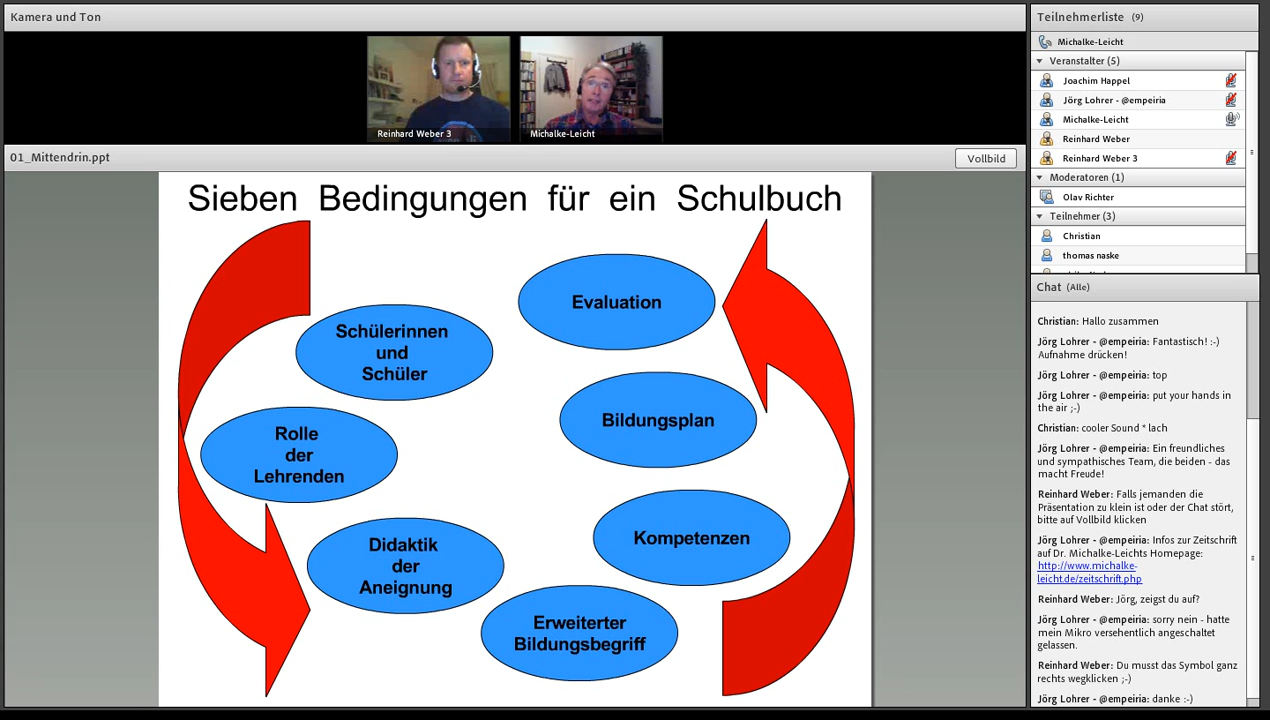 Kamera und Ton
Reinhard Weber 3
Michalke-Leicht
01_Mittendrin.ppt
Vollbild
Sieben Bedingungen für ein Schulbuch
Schülerinnen
und
Schüler
Rolle
der
Lehrenden
Didaktik
der
Aneignung
Erweiterter
Bildungsbegriff
Kompetenzen
Bildungsplan
Evaluation
Teilnehmerliste (9)
Michalke-Leicht
Veranstalter (5)
Joachim Happel
Jörg Lohrer - @empeiria
Michalke-Leicht
Reinhard Weber
Reinhard Weber 3
Moderatoren (1)
Olav Richter
Teilnehmer (3)
Christian
thomas naske
Chat (Alle)
Christian: Hallo zusammen
Jörg Lohrer - @empeiria: Fantastisch! :-)
Aufnahme drücken!
Jörg Lohrer - @empeiria: top
Jörg Lohrer - @empeiria: put your hands in
the air ;-)
Christian: cooler Sound * lach
Jörg Lohrer - @empeiria: Ein freundliches
und sympathisches Team, die beiden - das
macht Freude!
Reinhard Weber: Falls jemanden die
Präsentation zu klein ist oder der Chat stört,
bitte auf Vollbild klicken
Jörg Lohrer - @empeiria: Infos zur Zeitschrift
auf Dr. Michalke-Leichts Homepage:
http://www.michalke-
leicht.de/zeitschrift.php
Reinhard Weber: Jörg, zeigst du auf?
Jörg Lohrer - @empeiria: sorry nein - hatte
mein Mikro versehentlich angeschaltet
gelassen.
Reinhard Weber: Du musst das Symbol ganz
rechts wegklicken ;-)
Jörg Lohrer - @empeiria: danke :-)